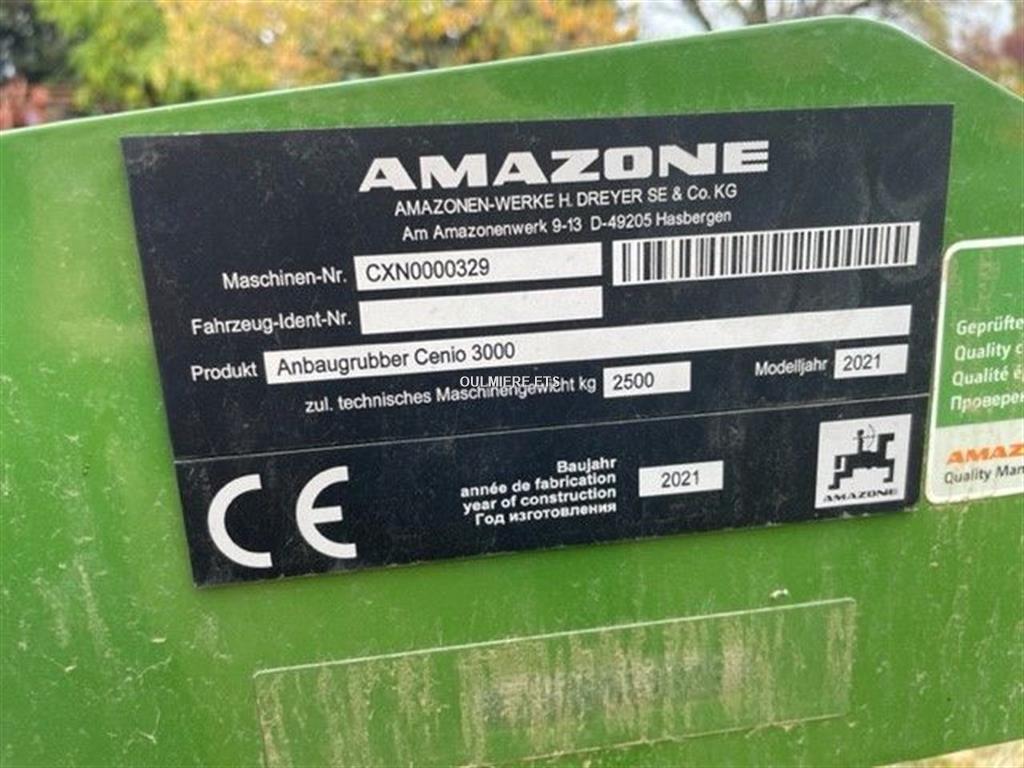 AMAZONE
AMAZONEN-WERKE H. DREYER SE & Co. KG
Am Amazonenwerk 9-13 D-49205 Hasbergen
Maschinen-Nr. CXN0000329
Fahrzeug-Ident-Nr.
Produkt Anbaugrubber Cenio 3000
zul. technisches Maschinengewicht kg 2500 Modelljahr 2021
OULMIERE ETS
CE
Baujahr
année de fabrication
year of construction
Год изготовления
2021
AMAZONE
Geprüfte
Quality
Qualité
Проверен
AMAZ
Quality Man